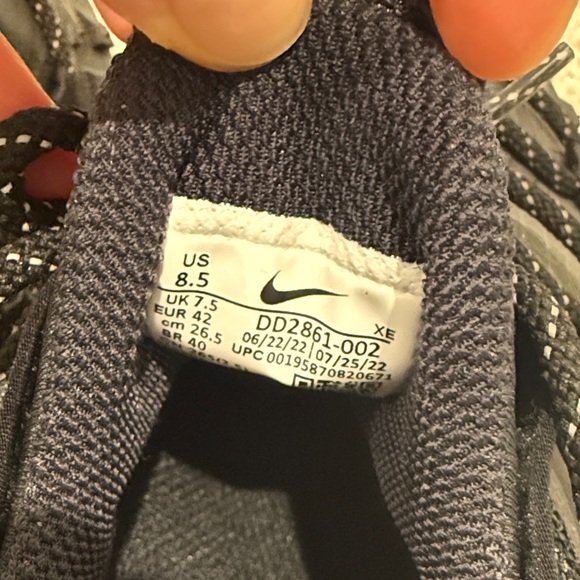 US
8.5
UK 7.5
EUR 42
cm 26.5
BR 40
XE
DD2861-002
06/22/22 07/25/22
UPC 00195870820671